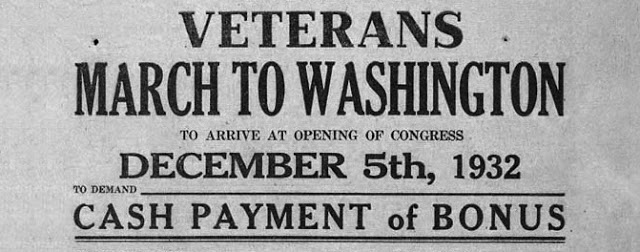 VETERANS
MARCH TO WASHINGTON
TO ARRIVE AT OPENING OF CONGRESS
DECEMBER 5th, 1932
TO DEMAND
CASH PAYMENT of BONUS